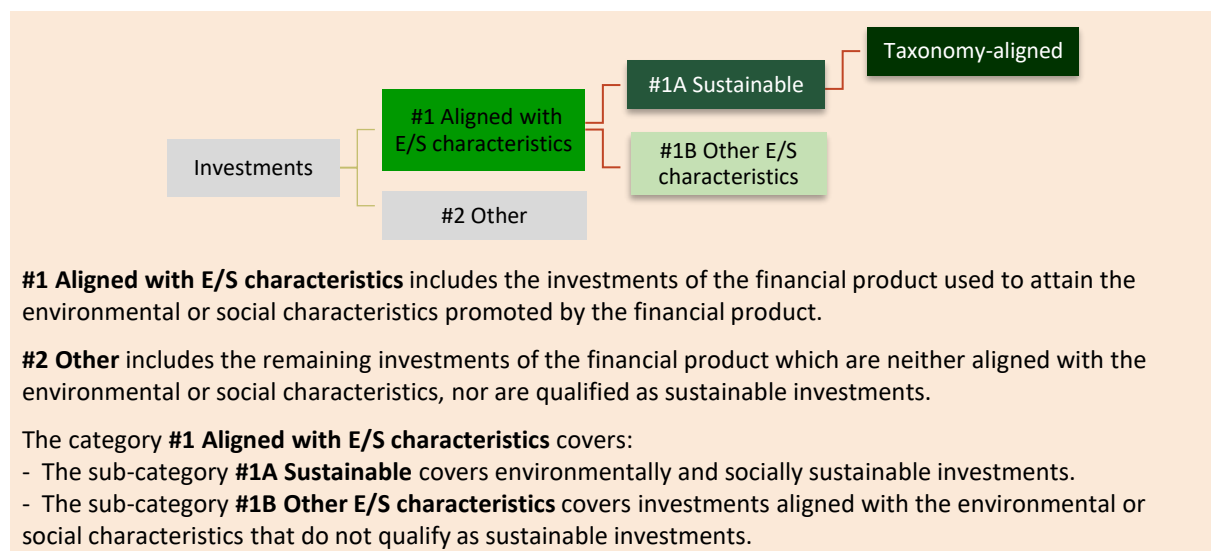 Taxonomy-aligned
#1A Sustainable
#1 Aligned with
E/S characteristics
#1B Other E/S
characteristics
Investments
#2 Other
#1 Aligned with E/S characteristics includes the investments of the financial product used to attain the
environmental or social characteristics promoted by the financial product.
#2 Other includes the remaining investments of the financial product which are neither aligned with the
environmental or social characteristics, nor are qualified as sustainable investments.
The category #1 Aligned with E/S characteristics covers:
- The sub-category #1A Sustainable covers environmentally and socially sustainable investments.
- The sub-category #1B Other E/S characteristics covers investments aligned with the environmental or
social characteristics that do not qualify as sustainable investments.